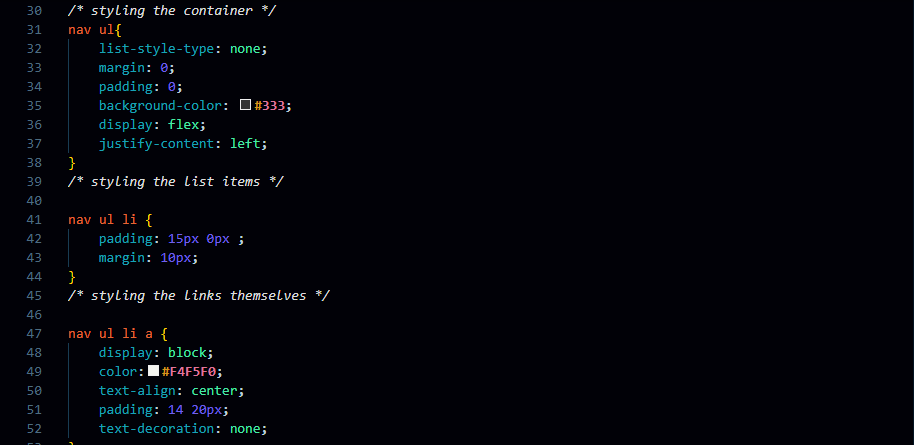 30 /* styling the container */
31 nav ul{
32 list-style-type: none;
33 margin: 0;
34 padding: 0;
35 background-color: #333;
36 display: flex;
37 justify-content: left;
38 }
39 /* styling the list items */
40
41 nav ul li {
42 padding: 15px 0px ;
43 margin: 10px;
44 }
45 /* styling the links themselves */
46
47 nav ul li a {
48 display: block;
49 color: #F4F5F0;
50 text-align: center;
51 padding: 14 20px;
52 text-decoration: none;